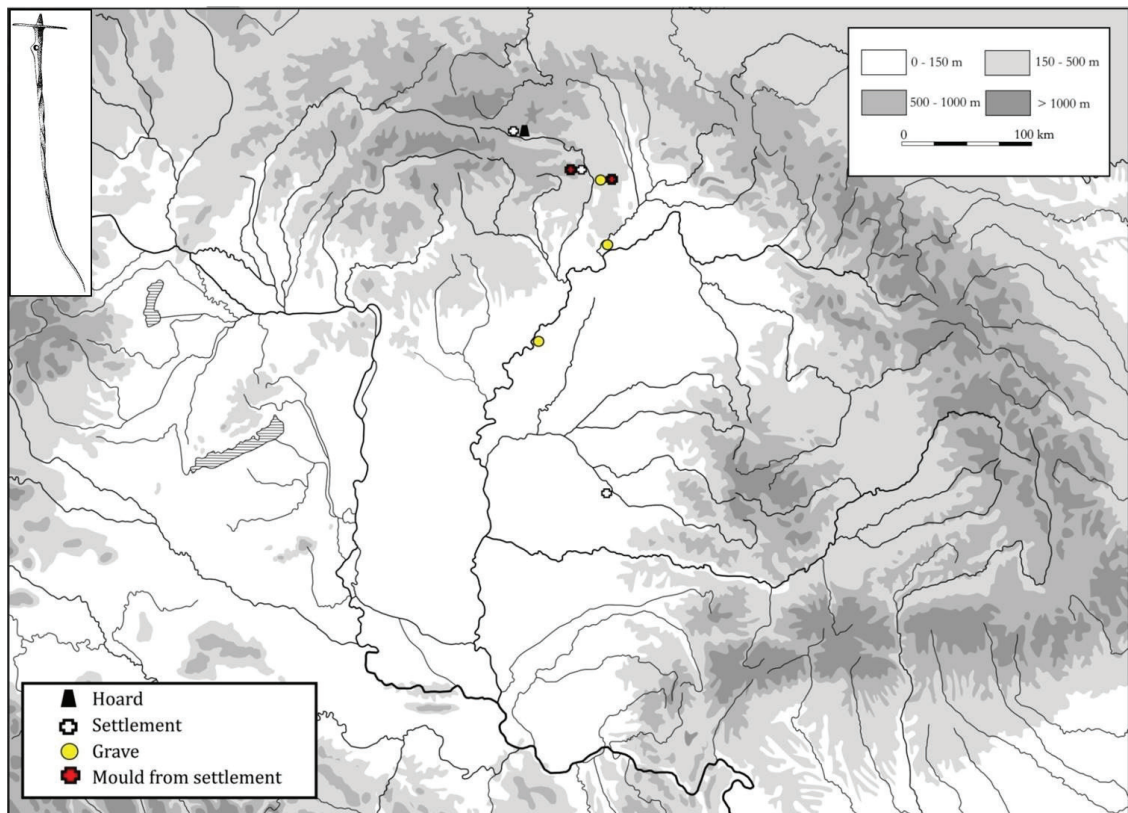 0 - 150 m
150 - 500 m
500 - 1000 m
> 1000 m
0
100 km
Hoard
Settlement
Grave
Mould from settlement